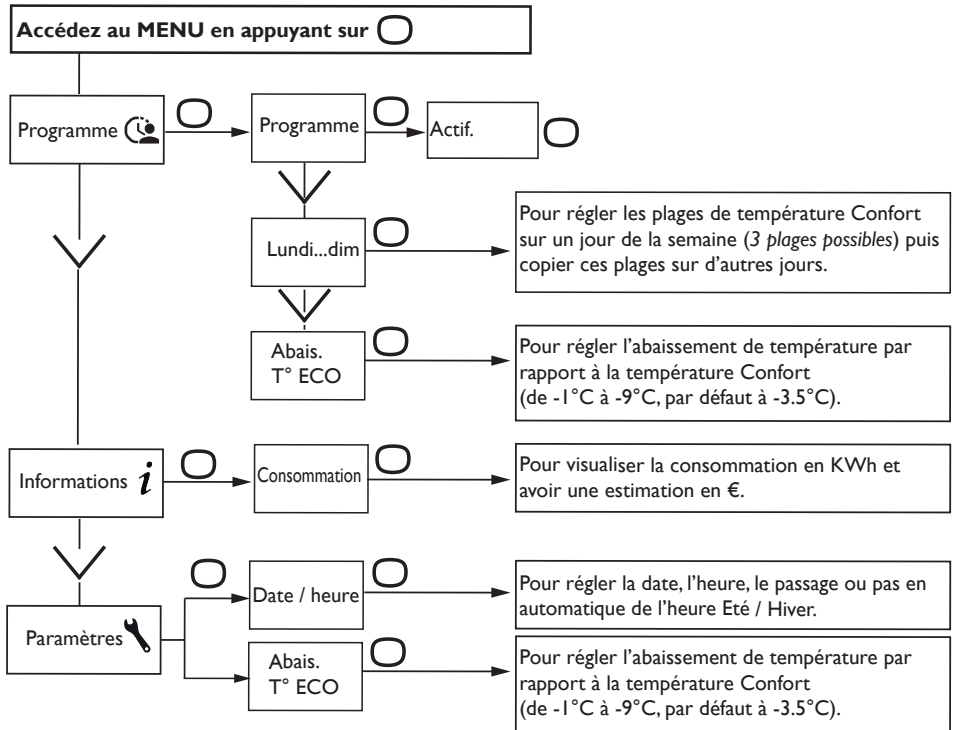 Accédez au MENU en appuyant sur
Programme
Programme
Actif.
Lundi...dim
Pour régler les plages de température Confort
sur un jour de la semaine (3 plages possibles) puis
copier ces plages sur d'autres jours.
Abais.
T° ECO
Pour régler l'abaissement de température par
rapport à la température Confort
(de -1°C à -9°C, par défaut à -3.5°C).
Informations i
Consommation
Pour visualiser la consommation en KWh et
avoir une estimation en €.
Paramètres
Date / heure
Pour régler la date, l'heure, le passage ou pas en
automatique de l'heure Eté / Hiver.
Abais.
T° ECO
Pour régler l'abaissement de température par
rapport à la température Confort
(de -1°C à -9°C, par défaut à -3.5°C).